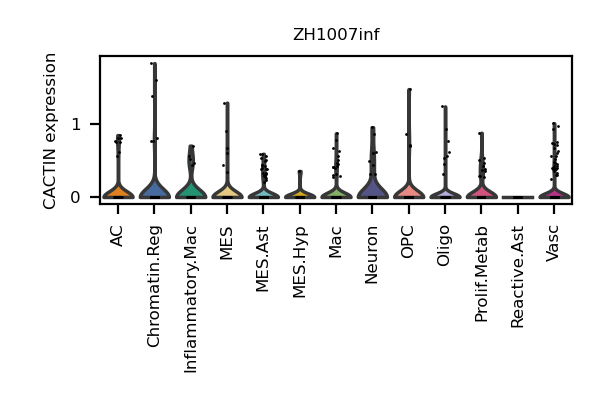 ZH1007inf
CACTIN expression
1
0
AC
Chromatin.Reg
Inflammatory.Mac
MES
MES.Ast
MES.Hyp
Mac
Neuron
OPC
Oligo
Prolif.Metab
Reactive.Ast
Vasc